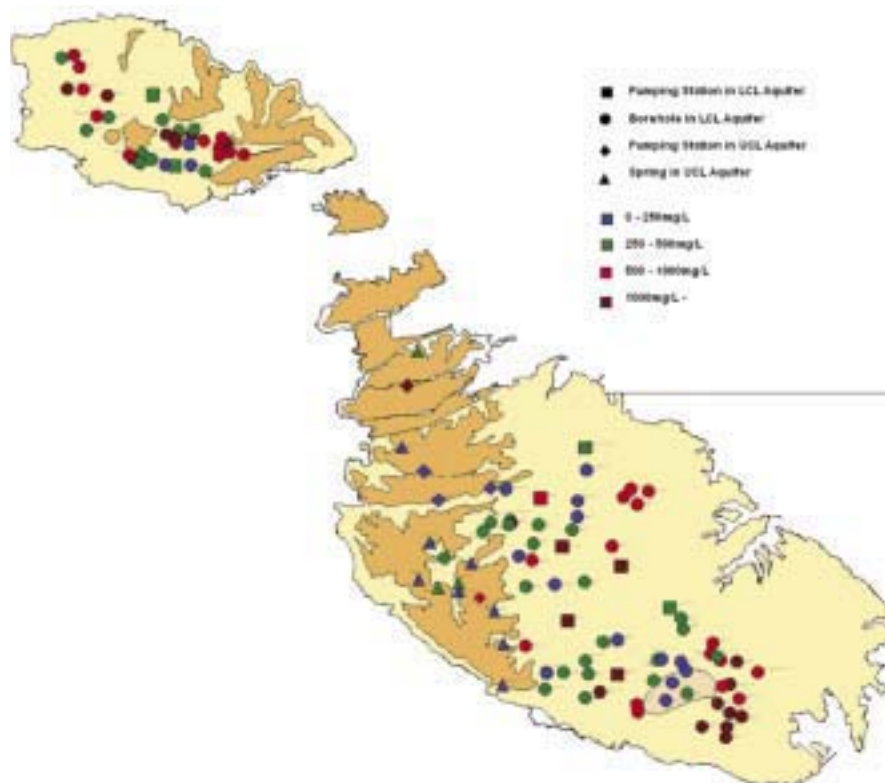 Pumping Station in LCL Aquifer
Borehole in LCL Aquifer
Pumping Station in UCL Aquifer
Spring in UCL Aquifer
0 - 250mg/L
250 - 500mg/L
500 - 1000mg/L
1000mg/L -